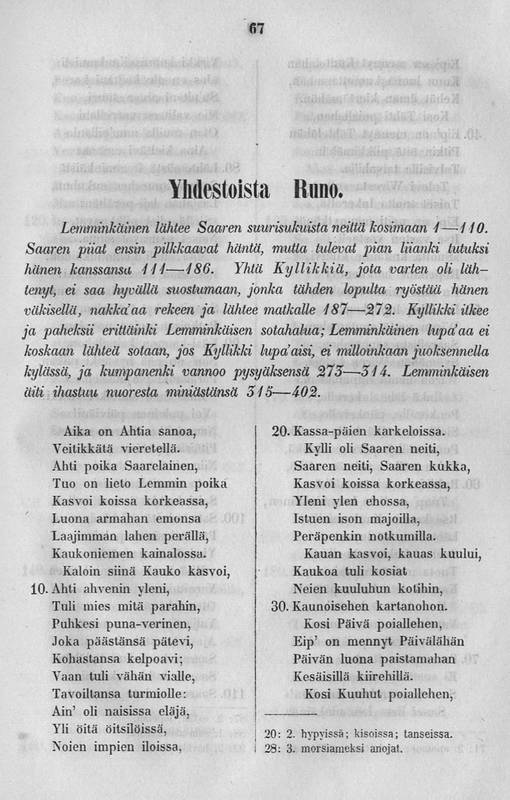 67
Yhdestoista Runo.
Lemminkäinen lähtee Saaren suurisukuista neittä kosimaan 1—110.
Saaren piiat ensin pilkkaavat häntä, mutta tulevat pian liianki tutuksi
hänen kanssansa 111—186. Yhtä Kyllikkiä, jota varten oli läh-
tenyt, ei saa hyvällä suostumaan, jonka tähden lopulta ryöstää hänen
väkisellä, nakka'aa rekeen ja lähtee matkalle 187—272. Kyllikki itkee
ja paheksii erittäinki Lemminkäisen sotahalua; Lemminkäinen lupa'aa ei
koskaan lähteä sotaan, jos Kyllikki lupa'aisi, ei milloinkaan juoksennella
kylässä, ja kumpanenki vannoo pysyäksensä 273—314. Lemminkäisen
äiti ihastuu nuoresta miniästänsä 315—402.
Aika on Ahtia sanoa,
Veitikkätä vieretellä.
Ahti poika Saarelainen,
Tuo on lieto Lemmin poika
Kasvoi koissa korkeassa,
Luona armahan emonsa
Laajimman lahen perällä,
Kaukoniemen kainalossa.
Kaloin siinä Kauko kasvoi,
10. Ahti ahvenin yleni,
Tuli mies mitä parahin,
Puhkesi puna-verinen,
Joka päästänsä pätevi,
Kohastansa kelpoavi;
Vaan tuli vähän vialle,
Tavoiltansa turmiolle:
Ain' oli naisissa eläjä,
Yli öitä öitsilöissä,
Noien impien iloissa,
20. Kassa-päien karkeloissa.
Kylli oli Saaren neiti,
Saaren neiti, Saaren kukka,
Kasvoi koissa korkeassa,
Yleni ylen ehossa,
Istuen ison majoilla,
Peräpenkin notkumilla.
Kauan kasvoi, kauas kuului,
Kaukoa tuli kosiat
Neien kuuluhun kotihin,
30. Kaunoisehen kartanohon.
Kosi Päivä poiallehen,
Eip' on mennyt Päivälähän
Päivän luona paistamahan
Kesäisillä kiirehillä.
Kosi Kuuhut poiallehen,
20: 2. hypyissä; kisoissa; tanseissa.
28: 3. morsiameksi anojat.